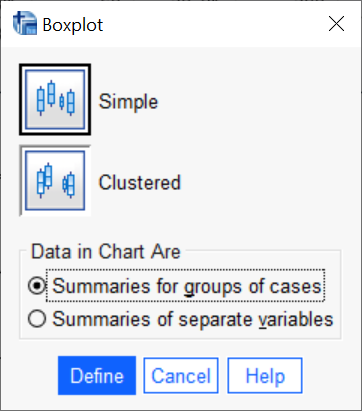 Boxplot
Simple
Clustered
Data in Chart Are
Summaries for groups of cases
Summaries of separate variables
Define Cancel Help